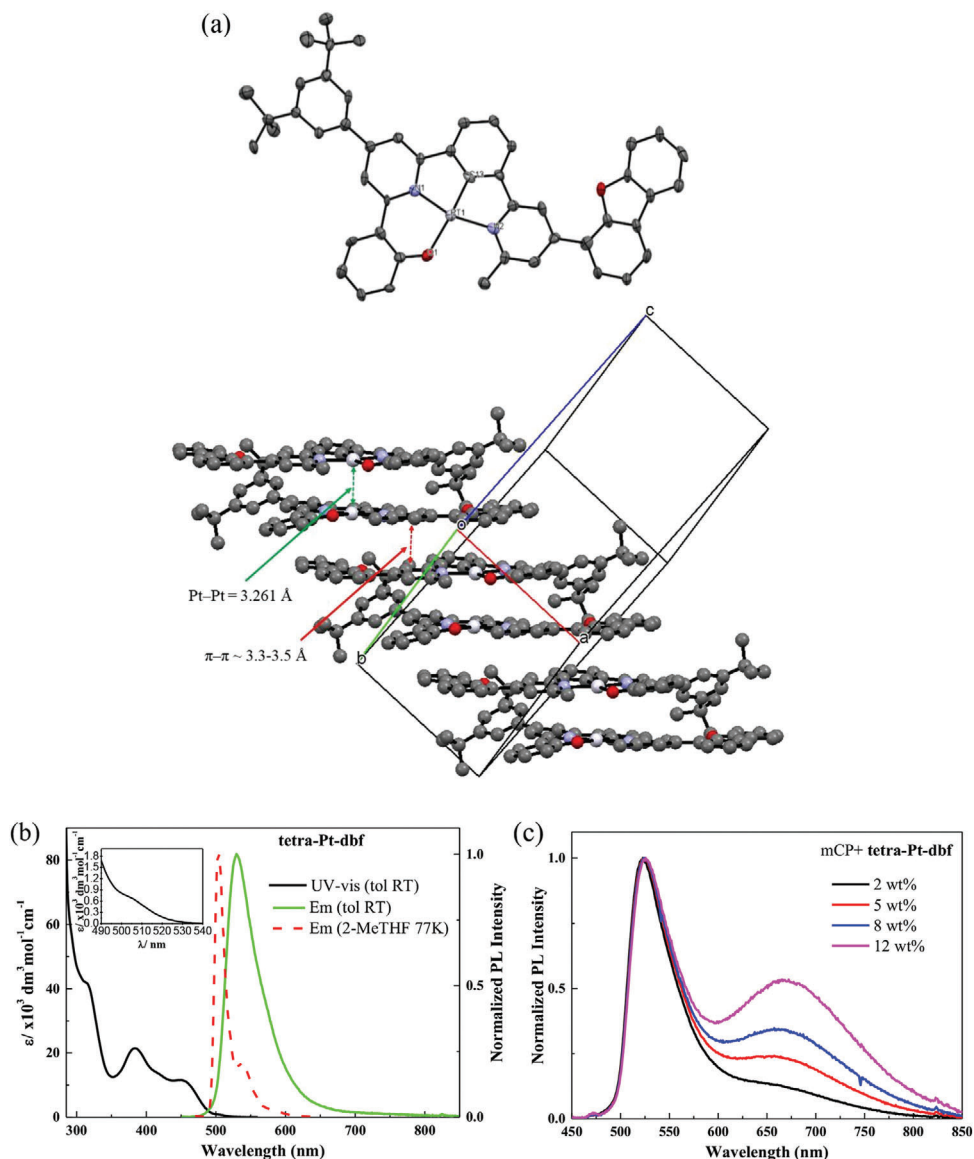 (a)
N1
C13
PT1
N2
O1
c
o
Pt–Pt = 3.261 Å
a
b
π–π ~ 3.3-3.5 Å
(b)
tetra-Pt-dbf
UV-vis (tol RT)
Em (tol RT)
Em (2-MeTHF 77K)
ε/ x10³ dm³mol⁻¹cm⁻¹
80
60
40
20
0
ε/ x10³ dm³mol⁻¹cm⁻¹
1.8
1.5
1.2
0.9
0.6
0.3
0.0
490 500 510 520 530 540
λ/ nm
1.0
0.5
0.0
Normalized PL Intensity
300 400 500 600 700 800
Wavelength (nm)
(c)
mCP+ tetra-Pt-dbf
2 wt%
5 wt%
8 wt%
12 wt%
Normalized PL Intensity
1.0
0.5
0.0
450 500 550 600 650 700 750 800 850
Wavelength (nm)